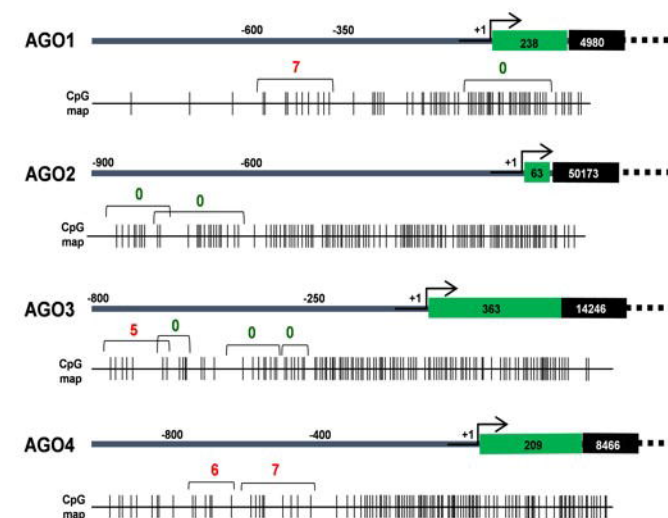 -600 -350 +1
AGO1 238 4980
7 0
CpG
map
-900 -600 +1
AGO2 63 50173
0 0
CpG
map
-800 -250 +1
AGO3 363 14246
5 0 0 0
CpG
map
-800 -400 +1
AGO4 209 8466
6 7
CpG
map